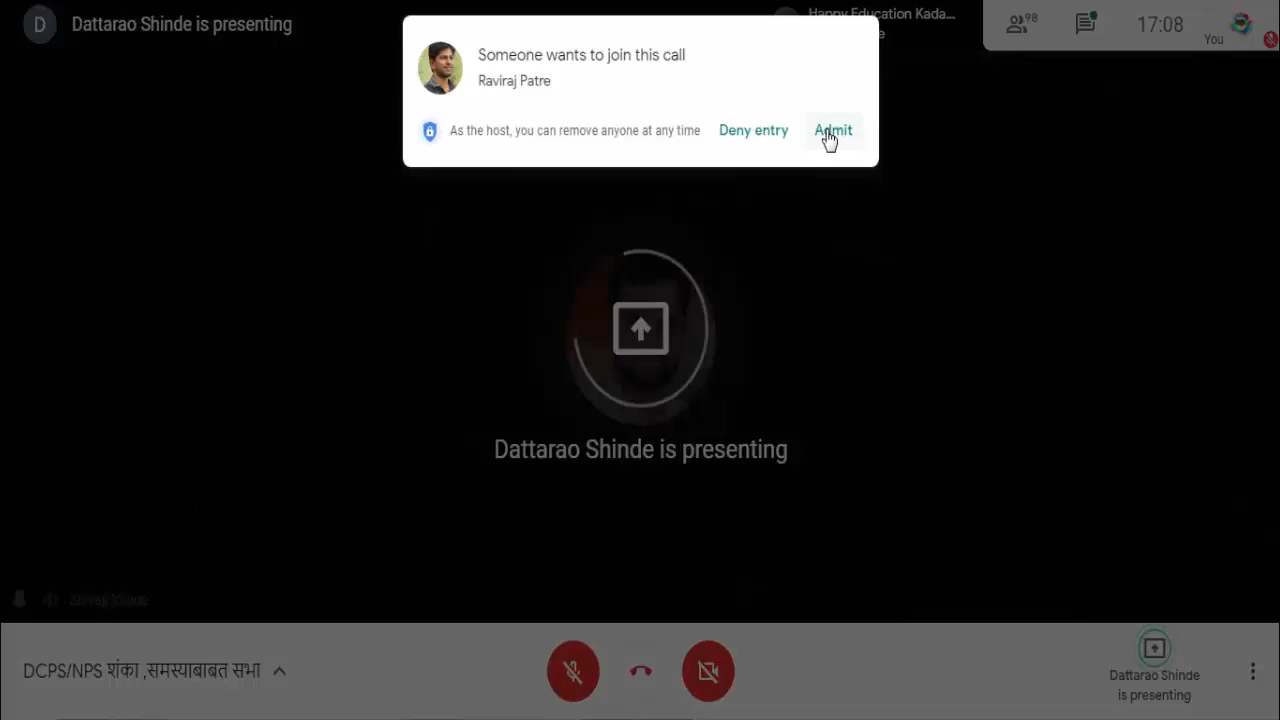 D Dattarao Shinde is presenting
Happy Education Kada...
98
17:08
You
Someone wants to join this call
Raviraj Patre
As the host, you can remove anyone at any time Deny entry Admit
Dattarao Shinde is presenting
DCPS/NPS शंका ,समस्याबाबत सभा
Dattarao Shinde
is presenting